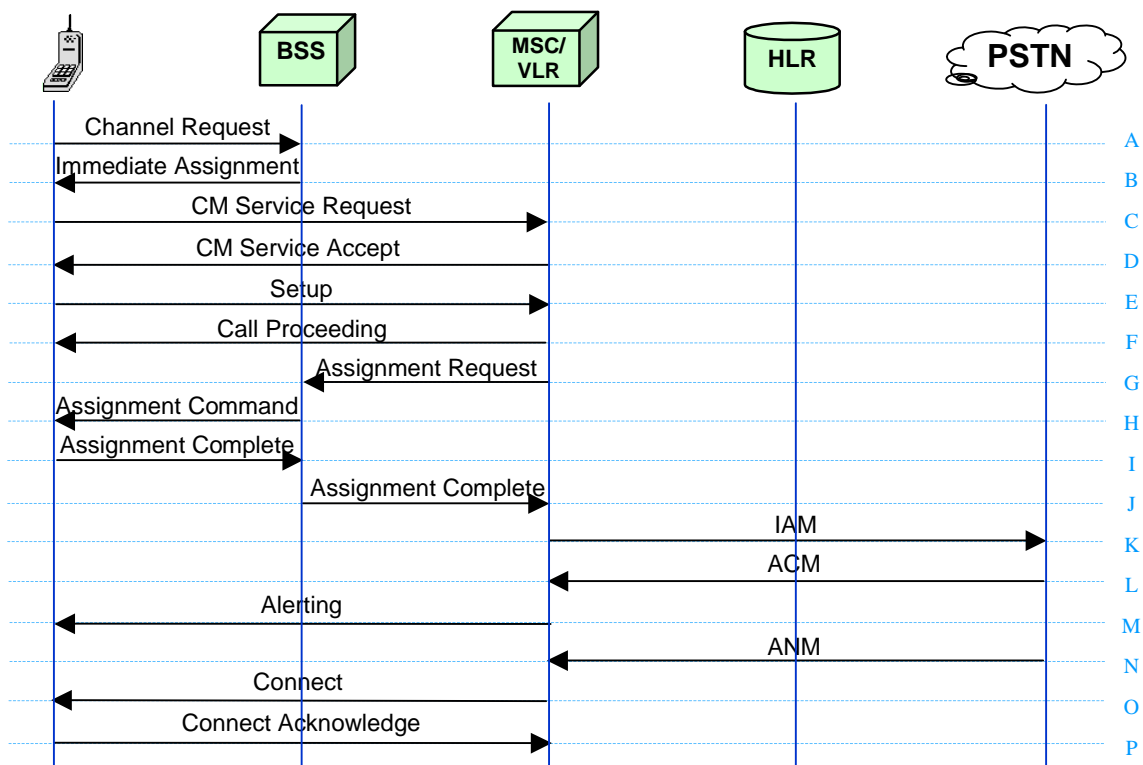 BSS
MSC/
VLR
HLR
PSTN
Channel Request
A
Immediate Assignment
B
CM Service Request
C
CM Service Accept
D
Setup
E
Call Proceeding
F
Assignment Request
G
Assignment Command
H
Assignment Complete
I
Assignment Complete
J
IAM
K
ACM
L
Alerting
M
ANM
N
Connect
O
Connect Acknowledge
P